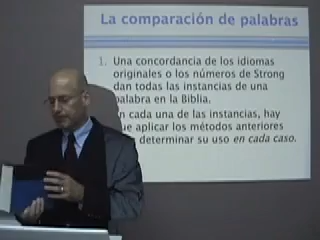 La comparación de palabras
1. Una concordancia de los idiomas
originales o los números de Strong
dan todas las instancias de una
palabra en la Biblia.
En cada una de las instancias, hay
que aplicar los métodos anteriores
determinar su uso en cada caso.